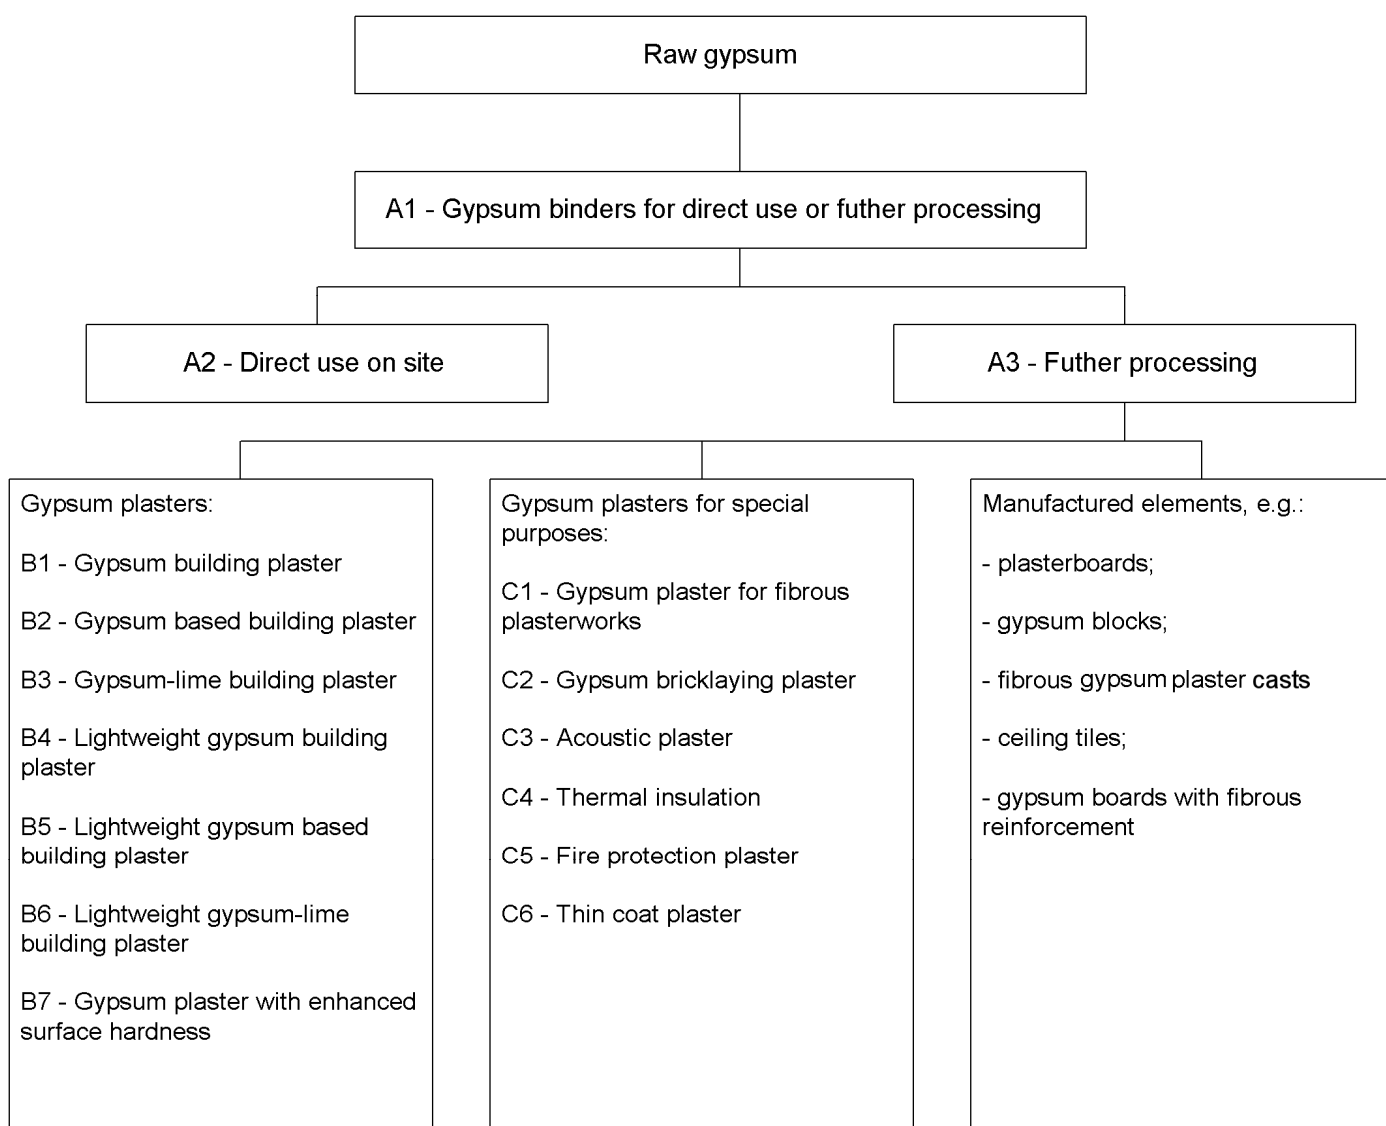 Raw gypsum
A1 - Gypsum binders for direct use or futher processing
A2 - Direct use on site
A3 - Futher processing
Gypsum plasters:
B1 - Gypsum building plaster
B2 - Gypsum based building plaster
B3 - Gypsum-lime building plaster
B4 - Lightweight gypsum building
plaster
B5 - Lightweight gypsum based
building plaster
B6 - Lightweight gypsum-lime
building plaster
B7 - Gypsum plaster with enhanced
surface hardness
Gypsum plasters for special
purposes:
C1 - Gypsum plaster for fibrous
plasterworks
C2 - Gypsum bricklaying plaster
C3 - Acoustic plaster
C4 - Thermal insulation
C5 - Fire protection plaster
C6 - Thin coat plaster
Manufactured elements, e.g.:
- plasterboards;
- gypsum blocks;
- fibrous gypsum plaster casts
- ceiling tiles;
- gypsum boards with fibrous
reinforcement